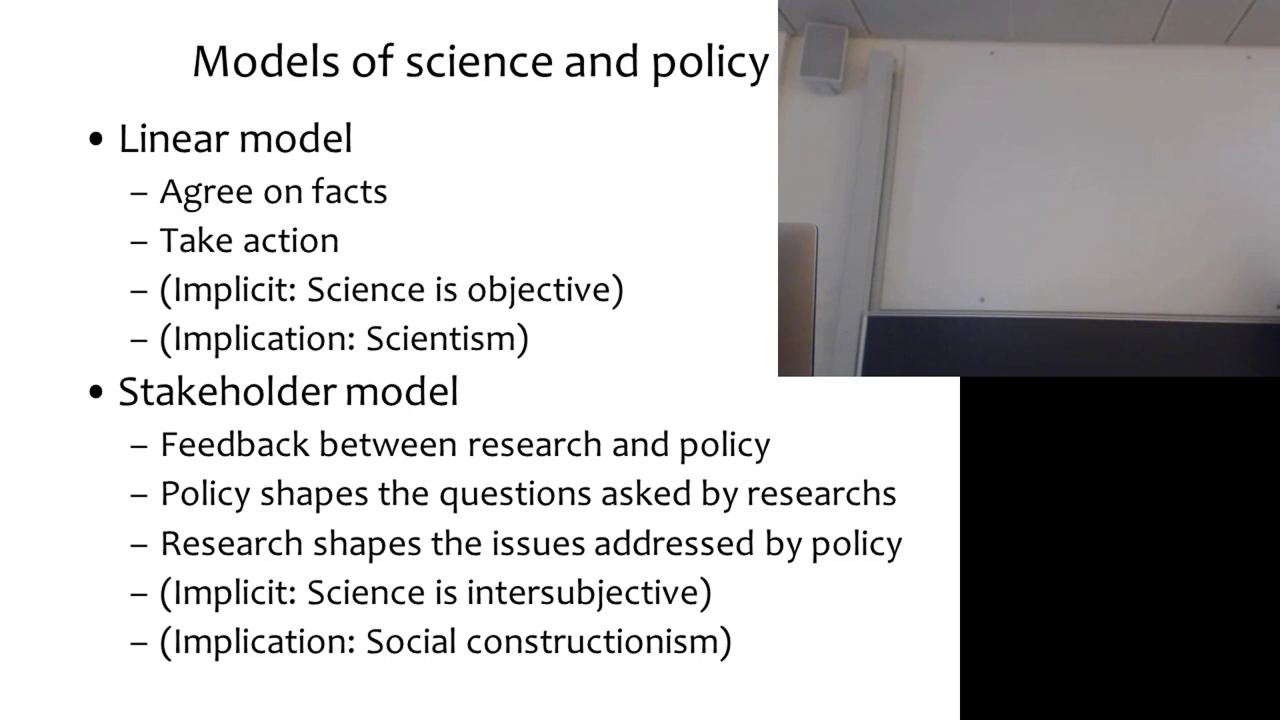 Models of science and policy
• Linear model
– Agree on facts
– Take action
– (Implicit: Science is objective)
– (Implication: Scientism)
• Stakeholder model
– Feedback between research and policy
– Policy shapes the questions asked by researchs
– Research shapes the issues addressed by policy
– (Implicit: Science is intersubjective)
– (Implication: Social constructionism)